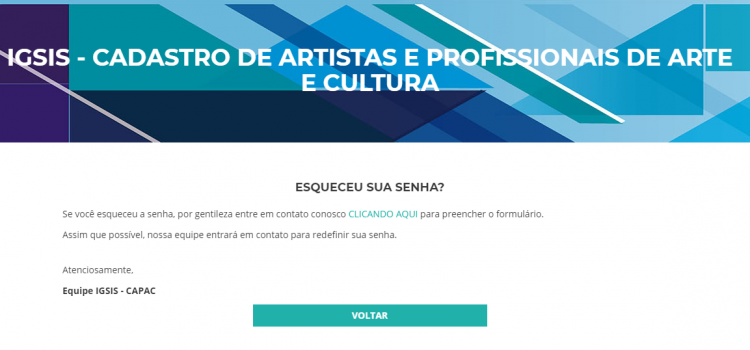 IGSIS - CADASTRO DE ARTISTAS E PROFISSIONAIS DE ARTE
E CULTURA
ESQUECEU SUA SENHA?
Se você esqueceu a senha, por gentileza entre em contato conosco CLICANDO AQUI para preencher o formulário.
Assim que possível, nossa equipe entrará em contato para redefinir sua senha.
Atenciosamente,
Equipe IGSIS - CAPAC
VOLTAR